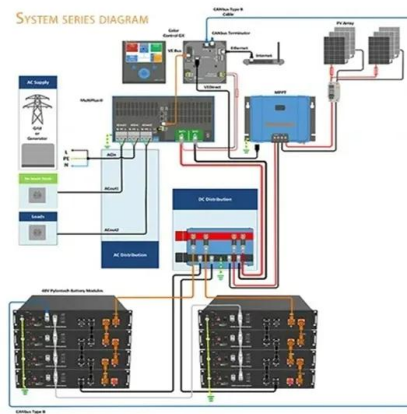 SYSTEM SERIES DIAGRAM
CANbus Type B
Cable
Color
Control GX
CANbus Terminator
PV Array
VE Bus
Ethernet
Internet
AC Supply
MultiPlus-II
VE.Direct
MPPT
Grid
or
Generator
L
PE
N
ACin
ACout1
Loads
DC Distribution
ACout2
AC Distribution
48V Pylontech Battery Modules
CANbus Type B